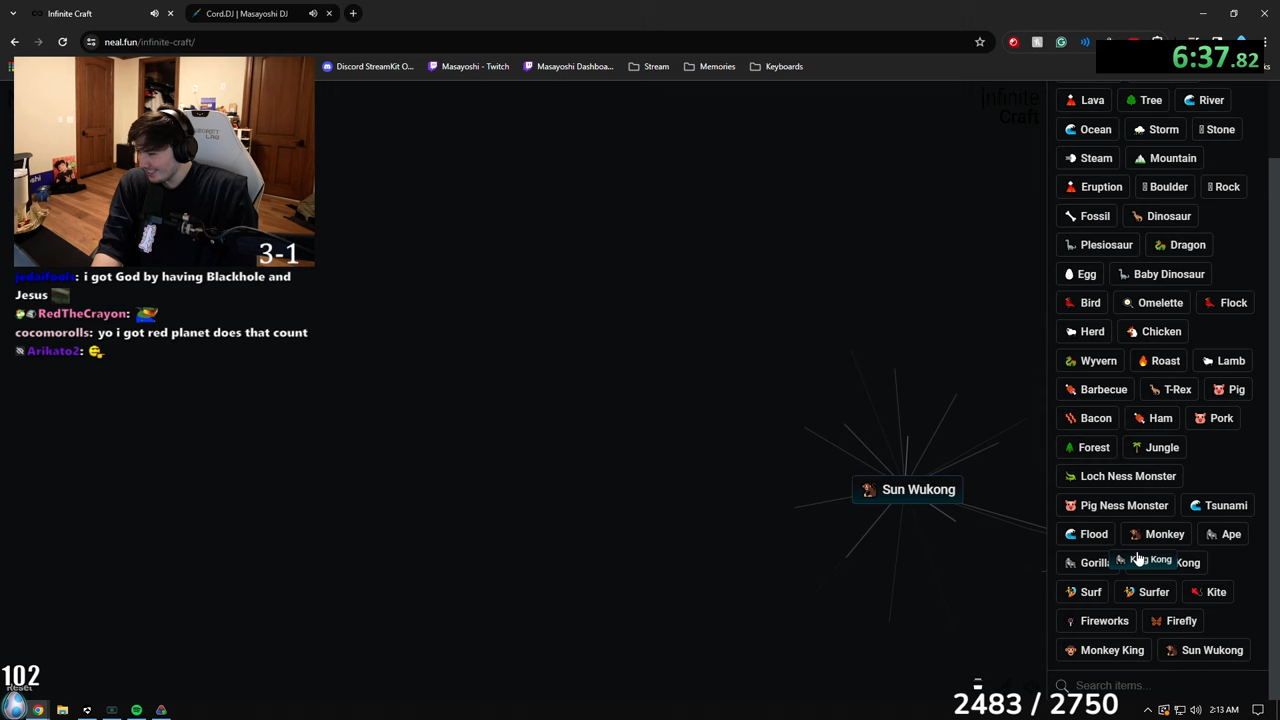 Infinite Craft
Cord.DJ | Masayoshi DJ
neal.fun/infinite-craft/
6:37.82
Discord StreamKit O...
Masayoshi - Twitch
Masayoshi Dashboa...
Stream
Memories
Keyboards
Infinite
Craft
Lava
Tree
River
Ocean
Storm
Stone
Steam
Mountain
Eruption
Boulder
Rock
Fossil
Dinosaur
Plesiosaur
Dragon
Egg
Baby Dinosaur
Bird
Omelette
Flock
Herd
Chicken
Wyvern
Roast
Lamb
Barbecue
T-Rex
Pig
Bacon
Ham
Pork
Forest
Jungle
Loch Ness Monster
Pig Ness Monster
Tsunami
Flood
Monkey
Ape
Kong
Surf
Surfer
Kite
Fireworks
Firefly
Monkey King
Sun Wukong
Search items...
SECRET
LAB
3-1
: i got God by having Blackhole and
Jesus
RedTheCrayon:
cocomorolls: yo i got red planet does that count
Arikato2:
Sun Wukong
102
Reset
2483 / 2750
2:13 AM